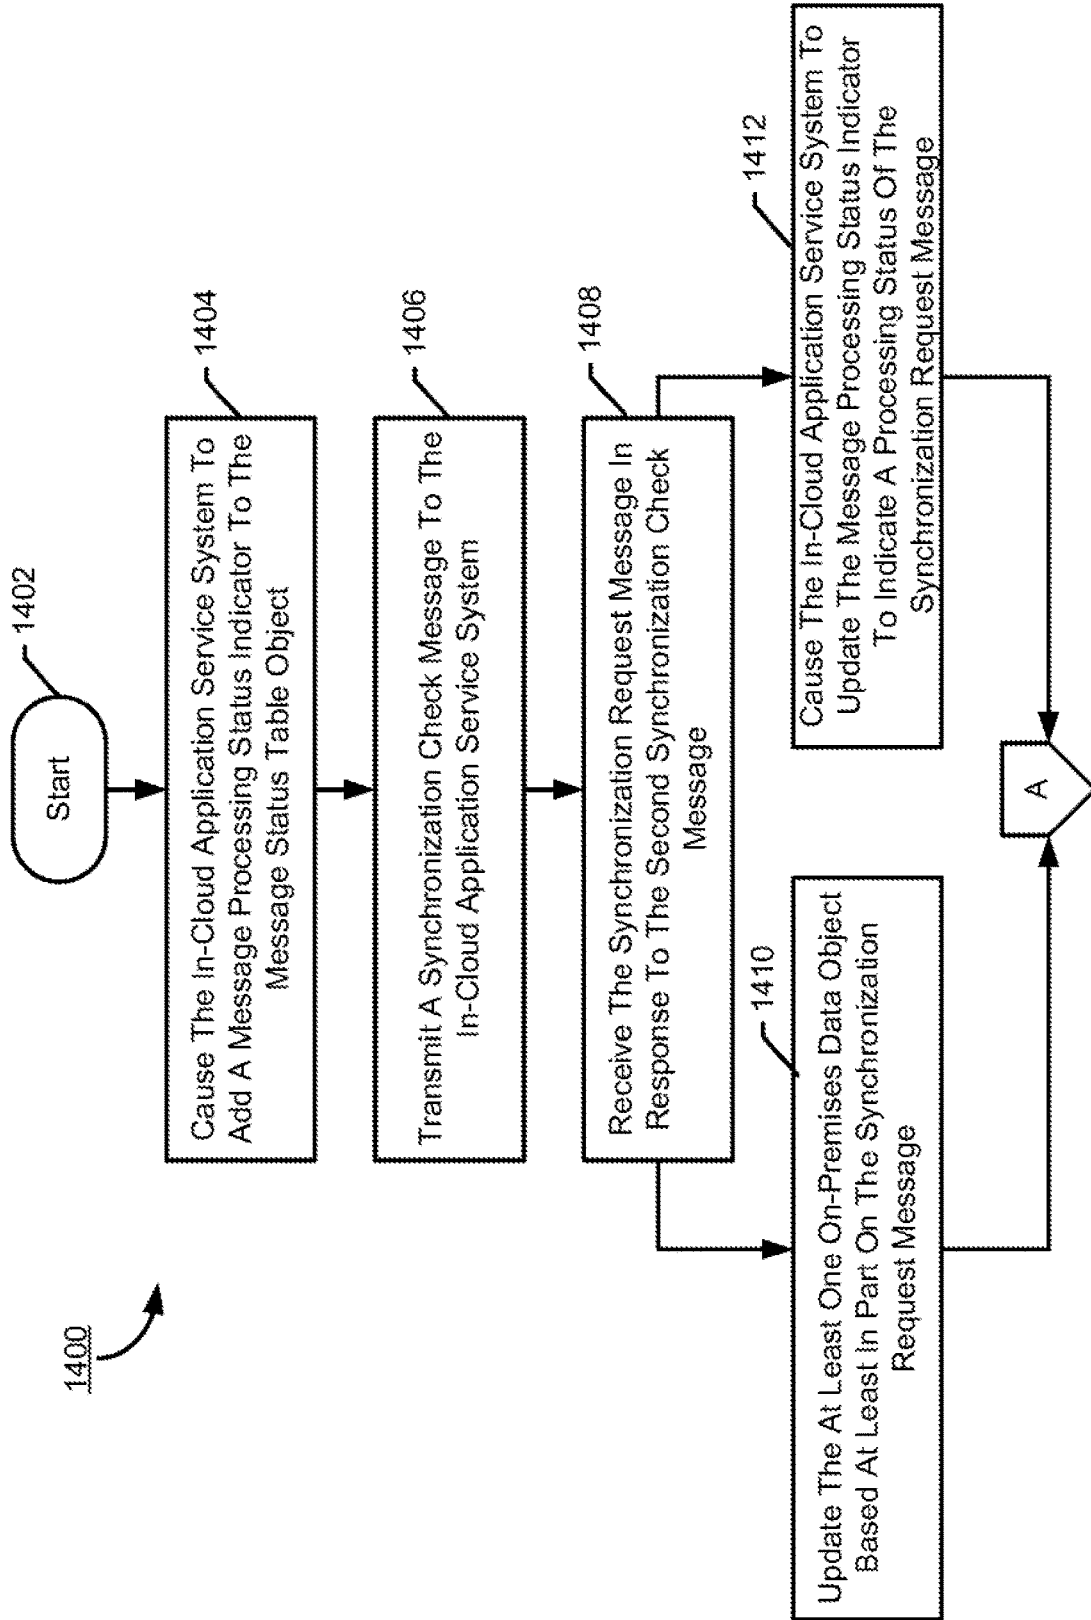 1400
Start
1402
Cause The In-Cloud Application Service System To
Add A Message Processing Status Indicator To The
Message Status Table Object
1404
Transmit A Synchronization Check Message To The
In-Cloud Application Service System
1406
Receive The Synchronization Request Message In
Response To The Second Synchronization Check
Message
1408
Update The At Least One On-Premises Data Object
Based At Least In Part On The Synchronization
Request Message
1410
Cause The In-Cloud Application Service System To
Update The Message Processing Status Indicator
To Indicate A Processing Status Of The
Synchronization Request Message
1412
A